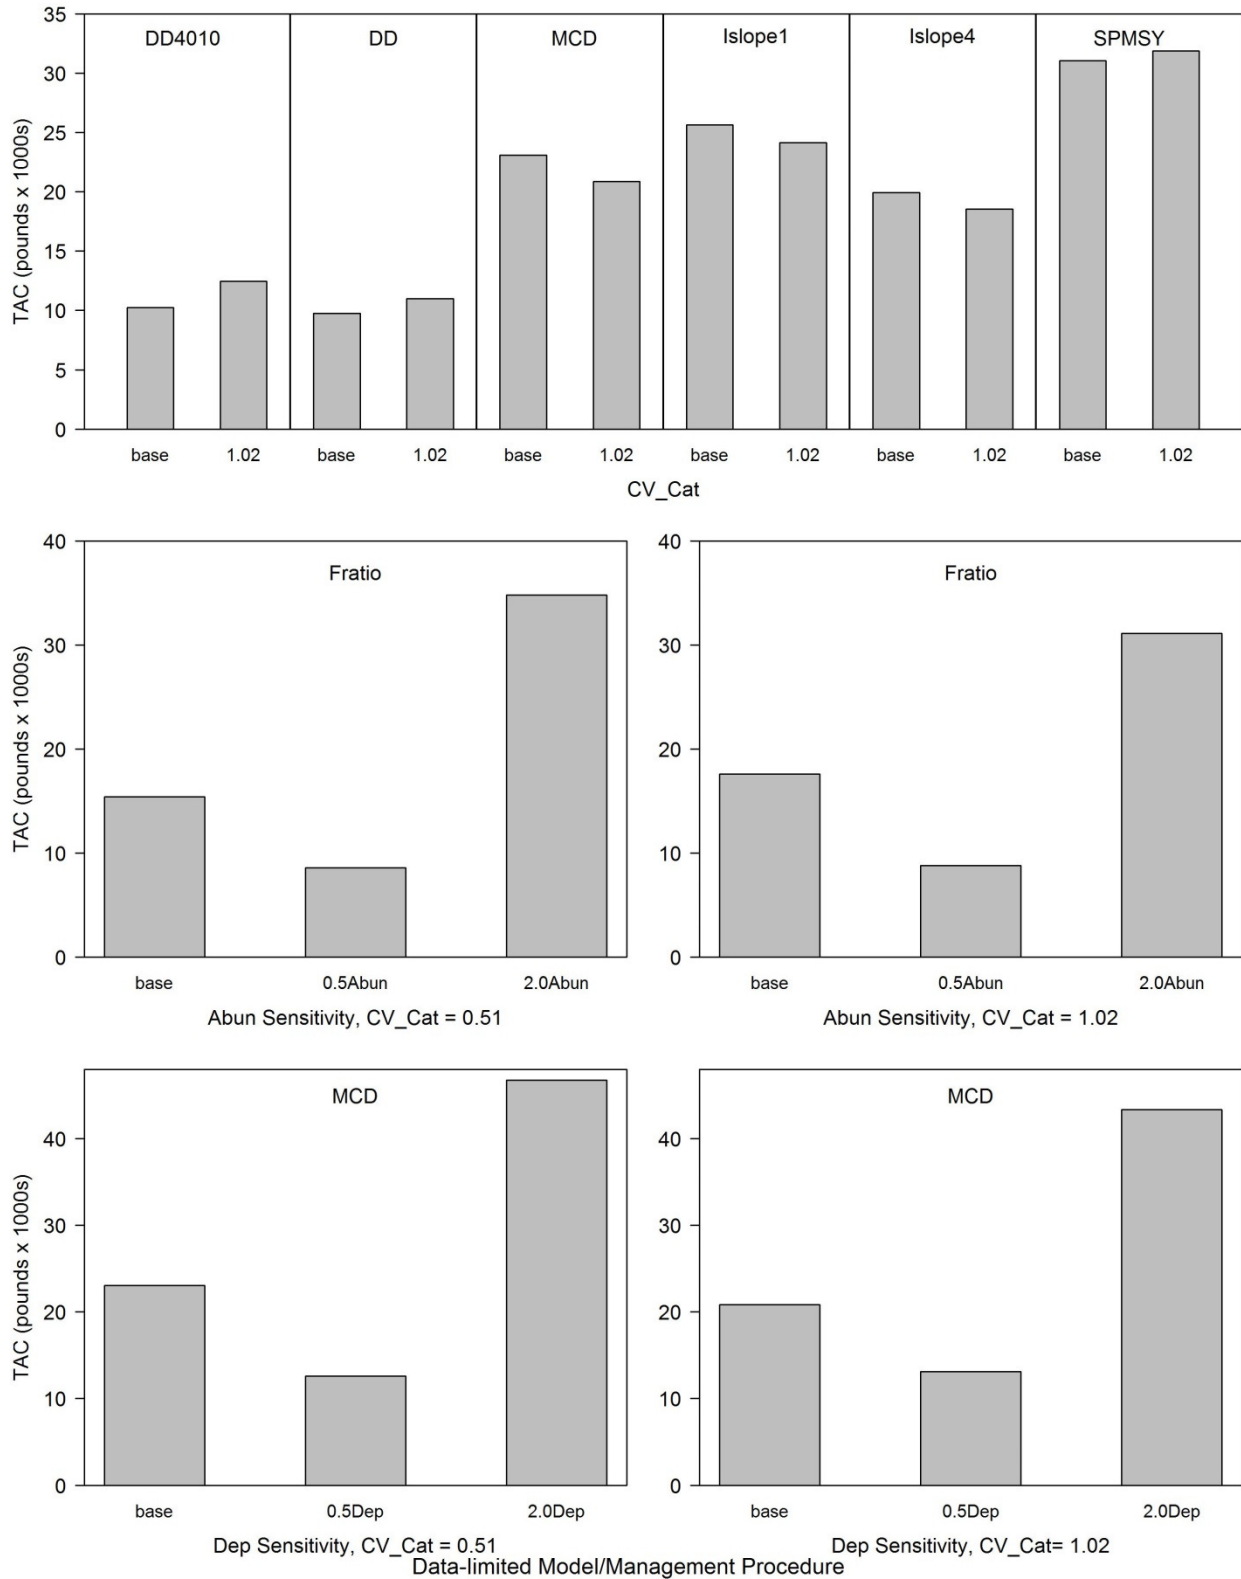 35
30
25
20
15
10
5
0
TAC (pounds x 1000s)
DD4010 DD MCD Islope1 Islope4 SPMSY
base 1.02 base 1.02 base 1.02 base 1.02 base 1.02 base 1.02
CV_Cat
40
30
20
10
0
TAC (pounds x 1000s)
Fratio
base 0.5Abun 2.0Abun
Abun Sensitivity, CV_Cat = 0.51
40
30
20
10
0
Fratio
base 0.5Abun 2.0Abun
Abun Sensitivity, CV_Cat = 1.02
40
30
20
10
0
TAC (pounds x 1000s)
MCD
base 0.5Dep 2.0Dep
Dep Sensitivity, CV_Cat = 0.51
40
30
20
10
0
MCD
base 0.5Dep 2.0Dep
Dep Sensitivity, CV_Cat= 1.02
Data-limited Model/Management Procedure